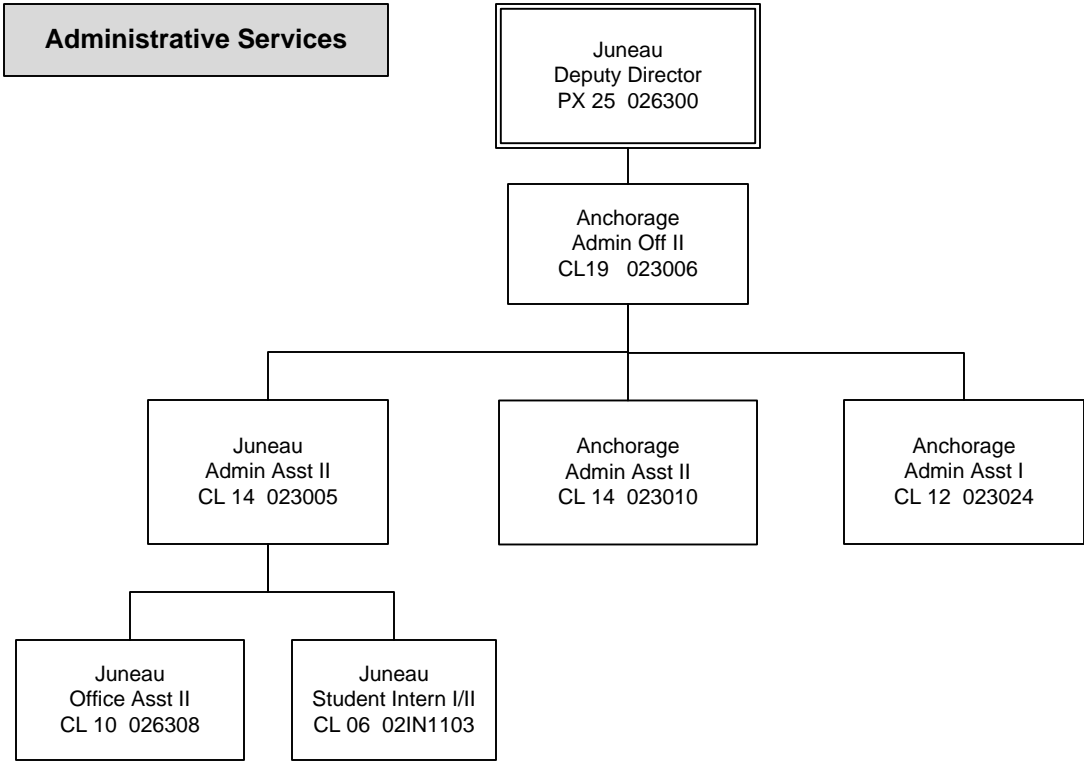 Administrative Services
Juneau
Deputy Director
PX 25  026300
Anchorage
Admin Off II
CL19   023006
Juneau
Admin Asst II
CL 14  023005
Anchorage
Admin Asst II
CL 14  023010
Anchorage
Admin Asst I
CL 12  023024
Juneau
Office Asst II
CL 10  026308
Juneau
Student Intern I/II
CL 06  02IN1103